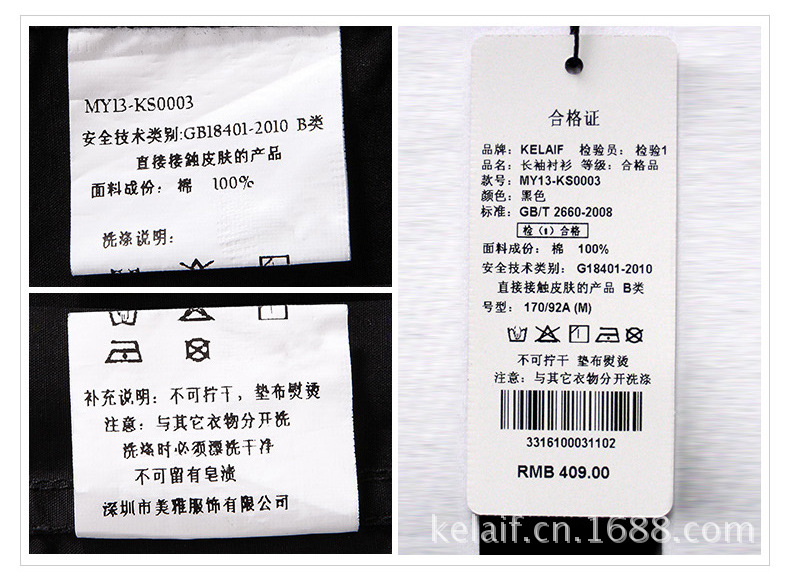 MY13-KS0003
安全技术类别:GB18401-2010 B类
直接接触皮肤的产品
面料成份: 棉 100%
洗涤说明:
补充说明: 不可拧干, 垫布熨烫
注意: 与其它衣物分开洗
洗涤时必须漂洗干净
不可留有皂渍
深圳市美雅服饰有限公司
合格证
品牌: KELAIF 检验员: 检验1
品名: 长袖衬衫 等级: 合格品
款号: MY13-KS0003
颜色: 黑色
标准: GB/T 2660-2008
检(8)合格
面料成份: 棉 100%
安全技术类别: G18401-2010
直接接触皮肤的产品 B类
号型: 170/92A (M)
不可拧干 垫布熨烫
注意: 与其它衣物分开洗涤
3316100031102
RMB 409.00
kelaif.cn.1688.com